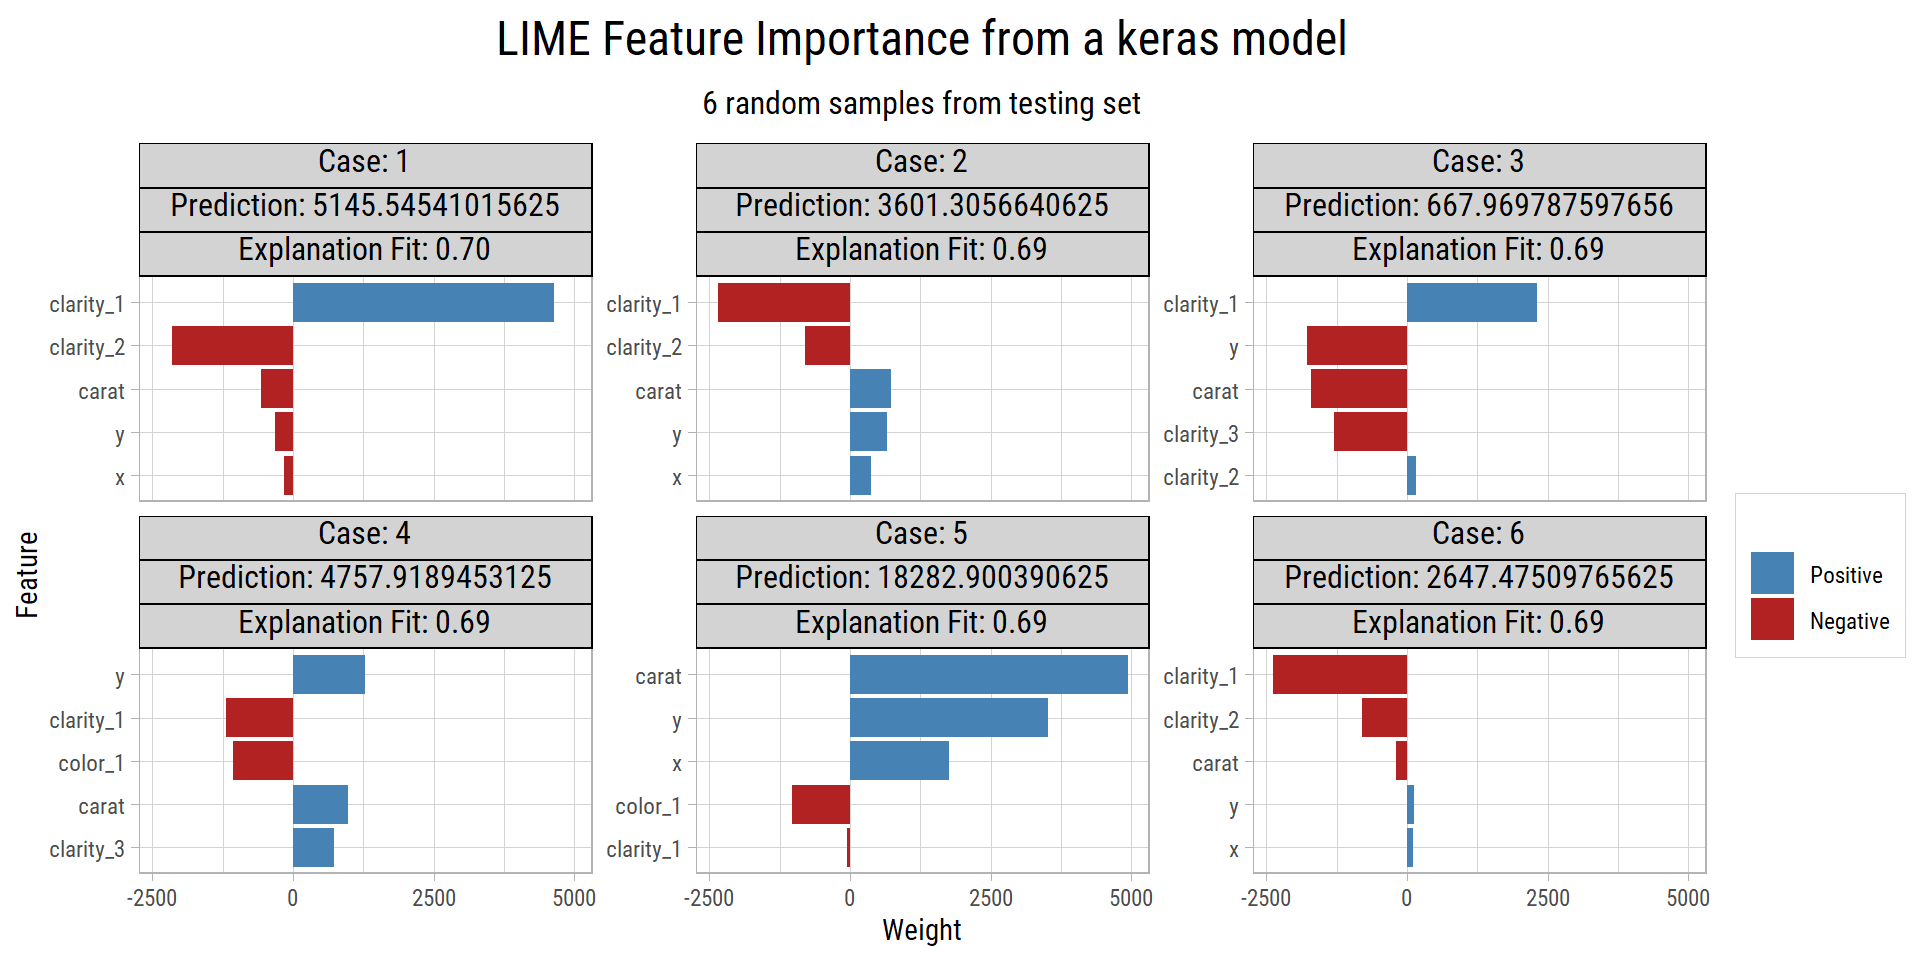 LIME Feature Importance from a keras model
6 random samples from testing set
Case: 1
Prediction: 5145.54541015625
Explanation Fit: 0.70
clarity_1
clarity_2
carat
y
x
Case: 2
Prediction: 3601.3056640625
Explanation Fit: 0.69
clarity_1
clarity_2
carat
y
x
Case: 3
Prediction: 667.969787597656
Explanation Fit: 0.69
clarity_1
y
carat
clarity_3
clarity_2
Case: 4
Prediction: 4757.9189453125
Explanation Fit: 0.69
y
clarity_1
color_1
carat
clarity_3
-2500 0 2500 5000
Case: 5
Prediction: 18282.900390625
Explanation Fit: 0.69
carat
y
x
color_1
clarity_1
-2500 0 2500 5000
Case: 6
Prediction: 2647.47509765625
Explanation Fit: 0.69
clarity_1
clarity_2
carat
y
x
-2500 0 2500 5000
Feature
Weight
Positive
Negative